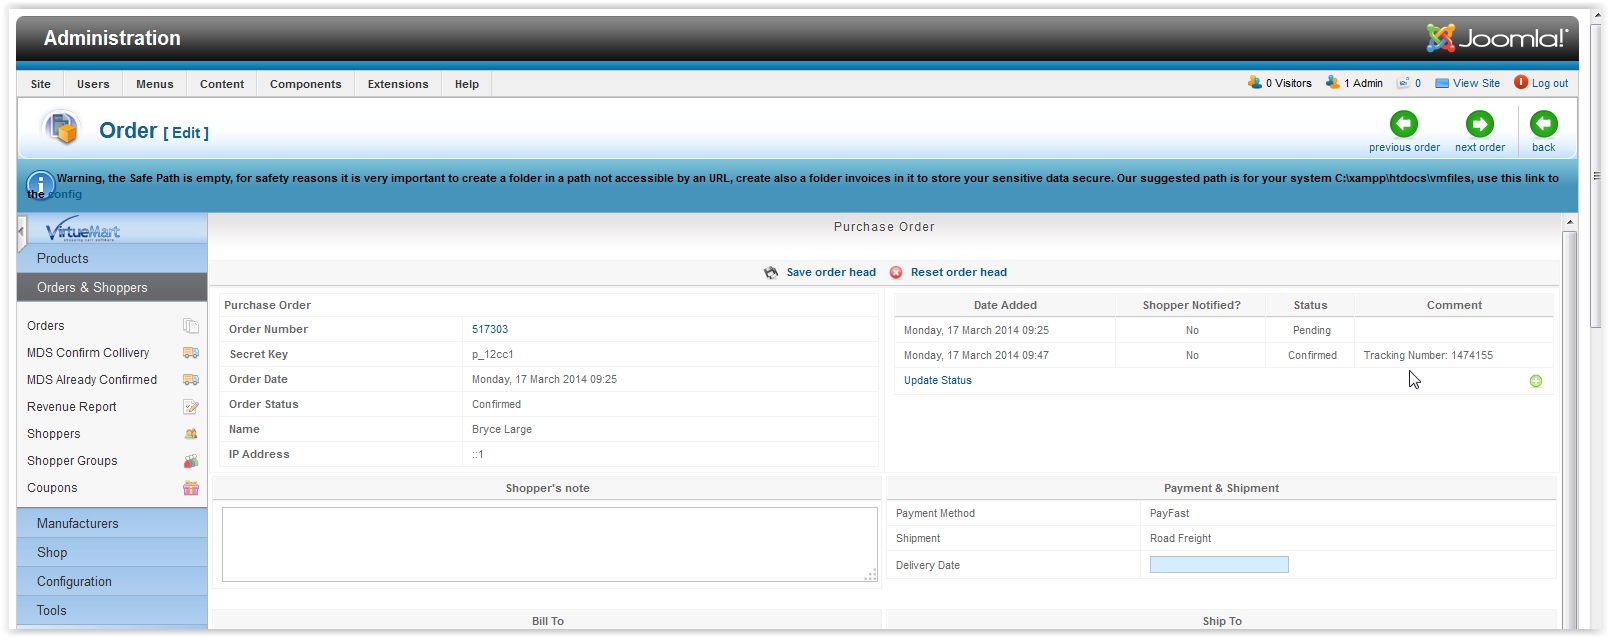 Administration
Joomla!
Site Users Menus Content Components Extensions Help
0 Visitors 1 Admin 0 View Site Log out
Order [ Edit ]
previous order next order back
Warning, the Safe Path is empty, for safety reasons it is very important to create a folder in a path not accessible by an URL, create also a folder invoices in it to store your sensitive data secure. Our suggested path is for your system C:\xampp\htdocs\vmfiles, use this link to
the config
VirtueMart
Products
Orders & Shoppers
Orders
MDS Confirm Collivery
MDS Already Confirmed
Revenue Report
Shoppers
Shopper Groups
Coupons
Manufacturers
Shop
Configuration
Tools
Purchase Order
Save order head Reset order head
Purchase Order
Order Number 517303
Secret Key p_12cc1
Order Date Monday, 17 March 2014 09:25
Order Status Confirmed
Name Bryce Large
IP Address ::1
Date Added Shopper Notified? Status Comment
Monday, 17 March 2014 09:25 No Pending
Monday, 17 March 2014 09:47 No Confirmed Tracking Number: 1474155
Update Status
Shopper's note
Payment & Shipment
Payment Method PayFast
Shipment Road Freight
Delivery Date
Bill To
Ship To